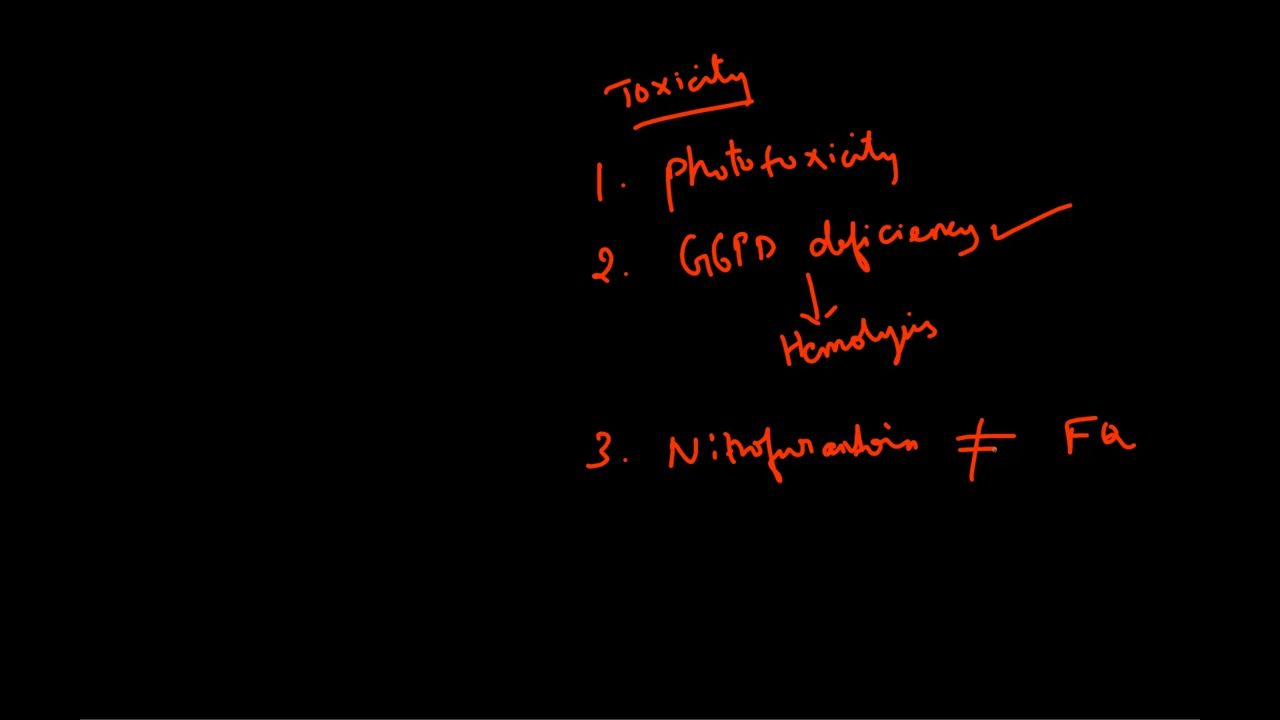 Toxicity
1. Phototoxicity
2. G6PD deficiency ✓
↓
Hemolysis
3. Nitrofurantoin ≠ FQ